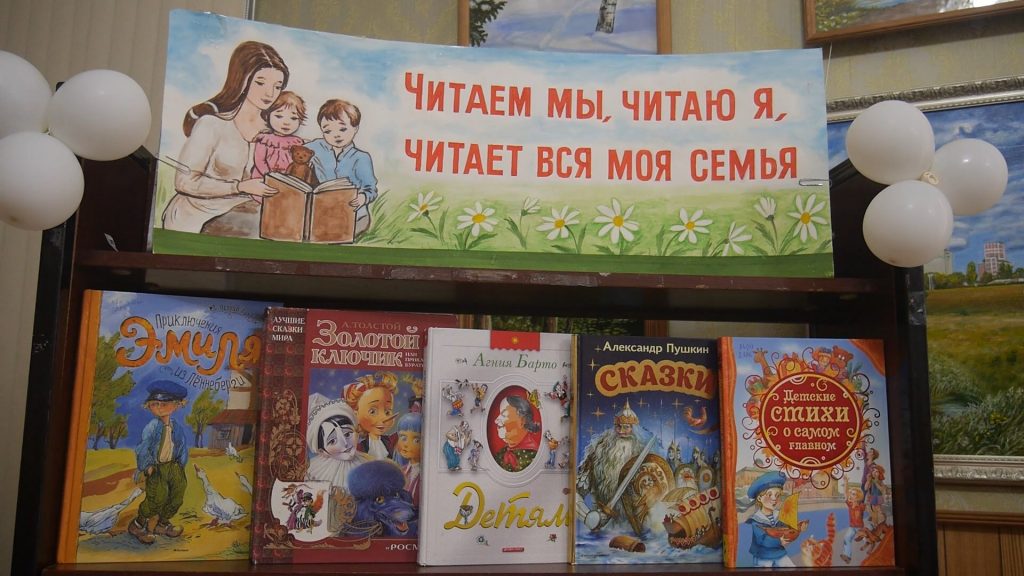 ЧИТАЕМ МЫ, ЧИТАЮ Я,
ЧИТАЕТ ВСЯ МОЯ СЕМЬЯ
Приключения
ЭМИЛЯ
из Лённеберги
ЛУЧШИЕ
СКАЗКИ
МИРА
А.ТОЛСТОЙ
ЗОЛОТОЙ
КЛЮЧИК
ИЛИ
Агния Барто
Детям
Александр Пушкин
СКАЗКИ
Детские
СТИХИ
о самом
главном